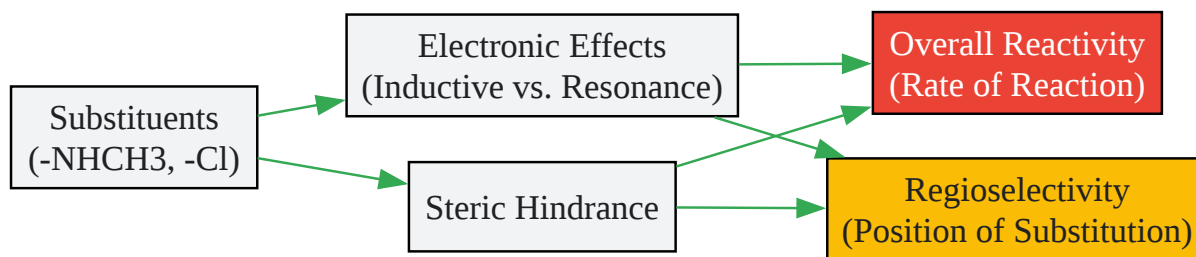 Substituents
(-NHCH3, -Cl)
Electronic Effects
(Inductive vs. Resonance)
Steric Hindrance
Overall Reactivity
(Rate of Reaction)
Regioselectivity
(Position of Substitution)